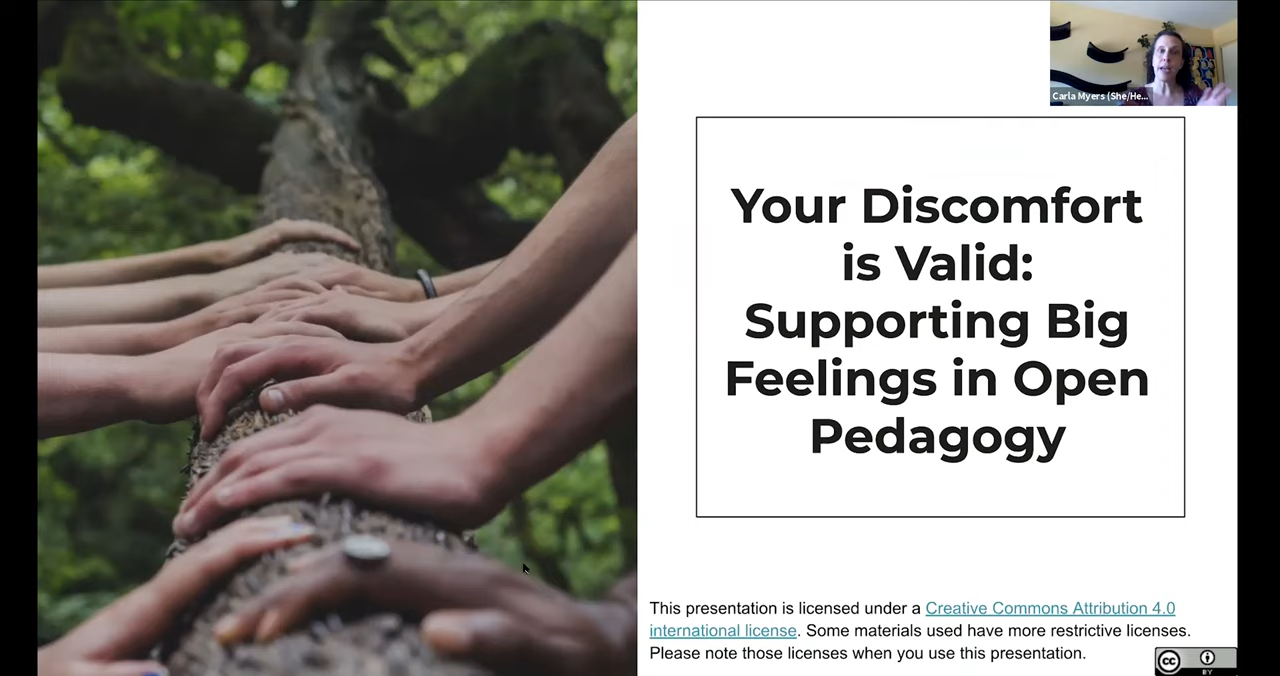 Carla Myers (She/He...
Your Discomfort
is Valid:
Supporting Big
Feelings in Open
Pedagogy
This presentation is licensed under a Creative Commons Attribution 4.0
international license. Some materials used have more restrictive licenses.
Please note those licenses when you use this presentation.
cc
BY